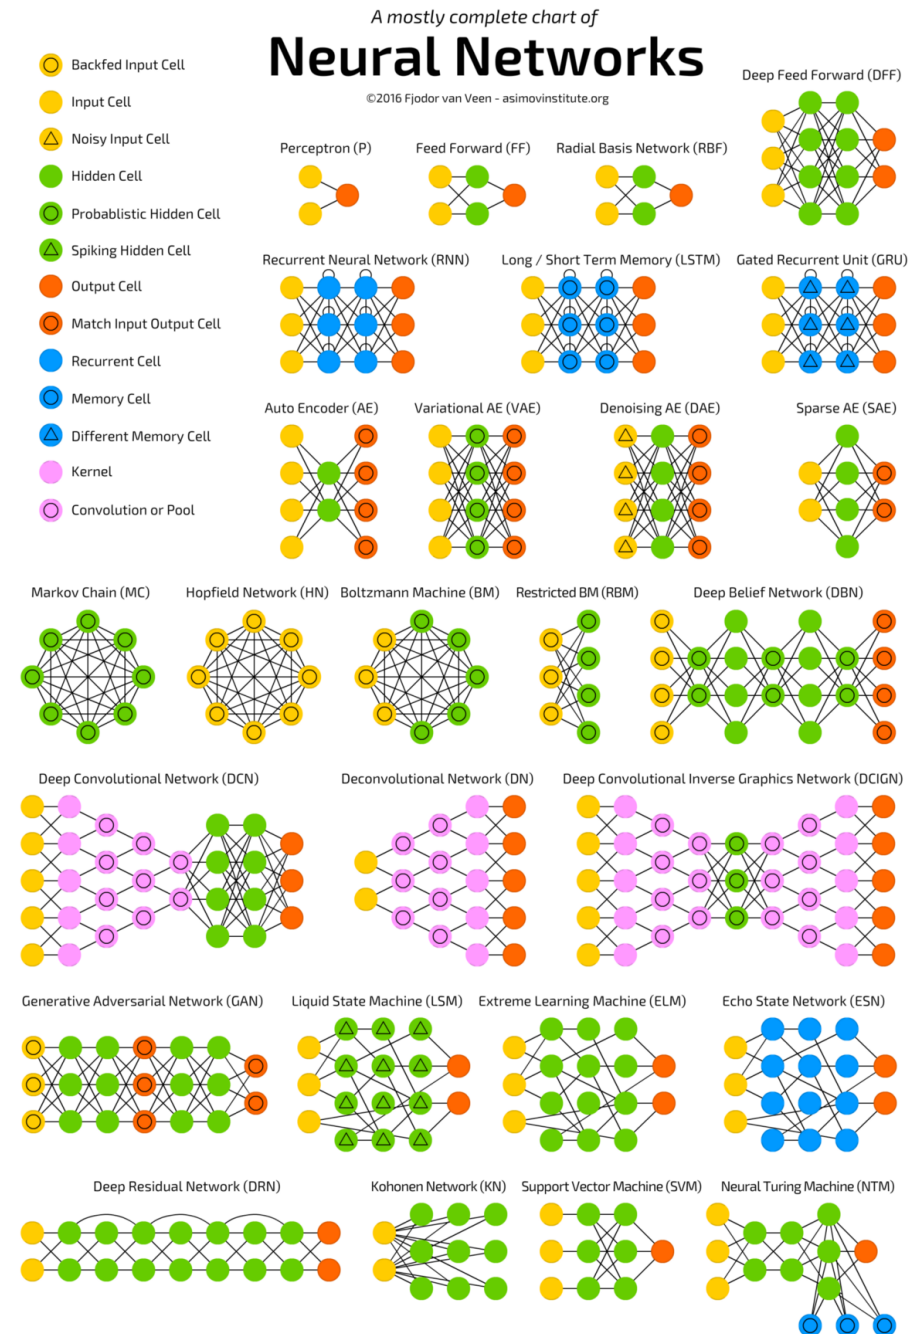 A mostly complete chart of
Neural Networks
©2016 Fjodor van Veen - asimovinstitute.org
Backfed Input Cell
Input Cell
Noisy Input Cell
Hidden Cell
Probablistic Hidden Cell
Spiking Hidden Cell
Output Cell
Match Input Output Cell
Recurrent Cell
Memory Cell
Different Memory Cell
Kernel
Convolution or Pool
Deep Feed Forward (DFF)
Perceptron (P)
Feed Forward (FF)
Radial Basis Network (RBF)
Recurrent Neural Network (RNN)
Long / Short Term Memory (LSTM)
Gated Recurrent Unit (GRU)
Auto Encoder (AE)
Variational AE (VAE)
Denoising AE (DAE)
Sparse AE (SAE)
Markov Chain (MC)
Hopfield Network (HN)
Boltzmann Machine (BM)
Restricted BM (RBM)
Deep Belief Network (DBN)
Deep Convolutional Network (DCN)
Deconvolutional Network (DN)
Deep Convolutional Inverse Graphics Network (DCIGN)
Generative Adversarial Network (GAN)
Liquid State Machine (LSM)
Extreme Learning Machine (ELM)
Echo State Network (ESN)
Deep Residual Network (DRN)
Kohonen Network (KN)
Support Vector Machine (SVM)
Neural Turing Machine (NTM)